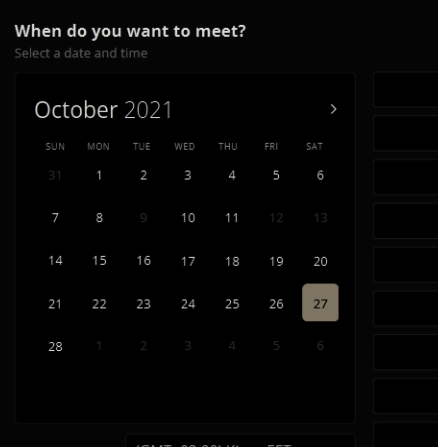 When do you want to meet?
Select a date and time
October 2021
SUN MON TUE WED THU FRI SAT
31 1 2 3 4 5 6
7 8 9 10 11 12 13
14 15 16 17 18 19 20
21 22 23 24 25 26 27
28 1 2 3 4 5 6